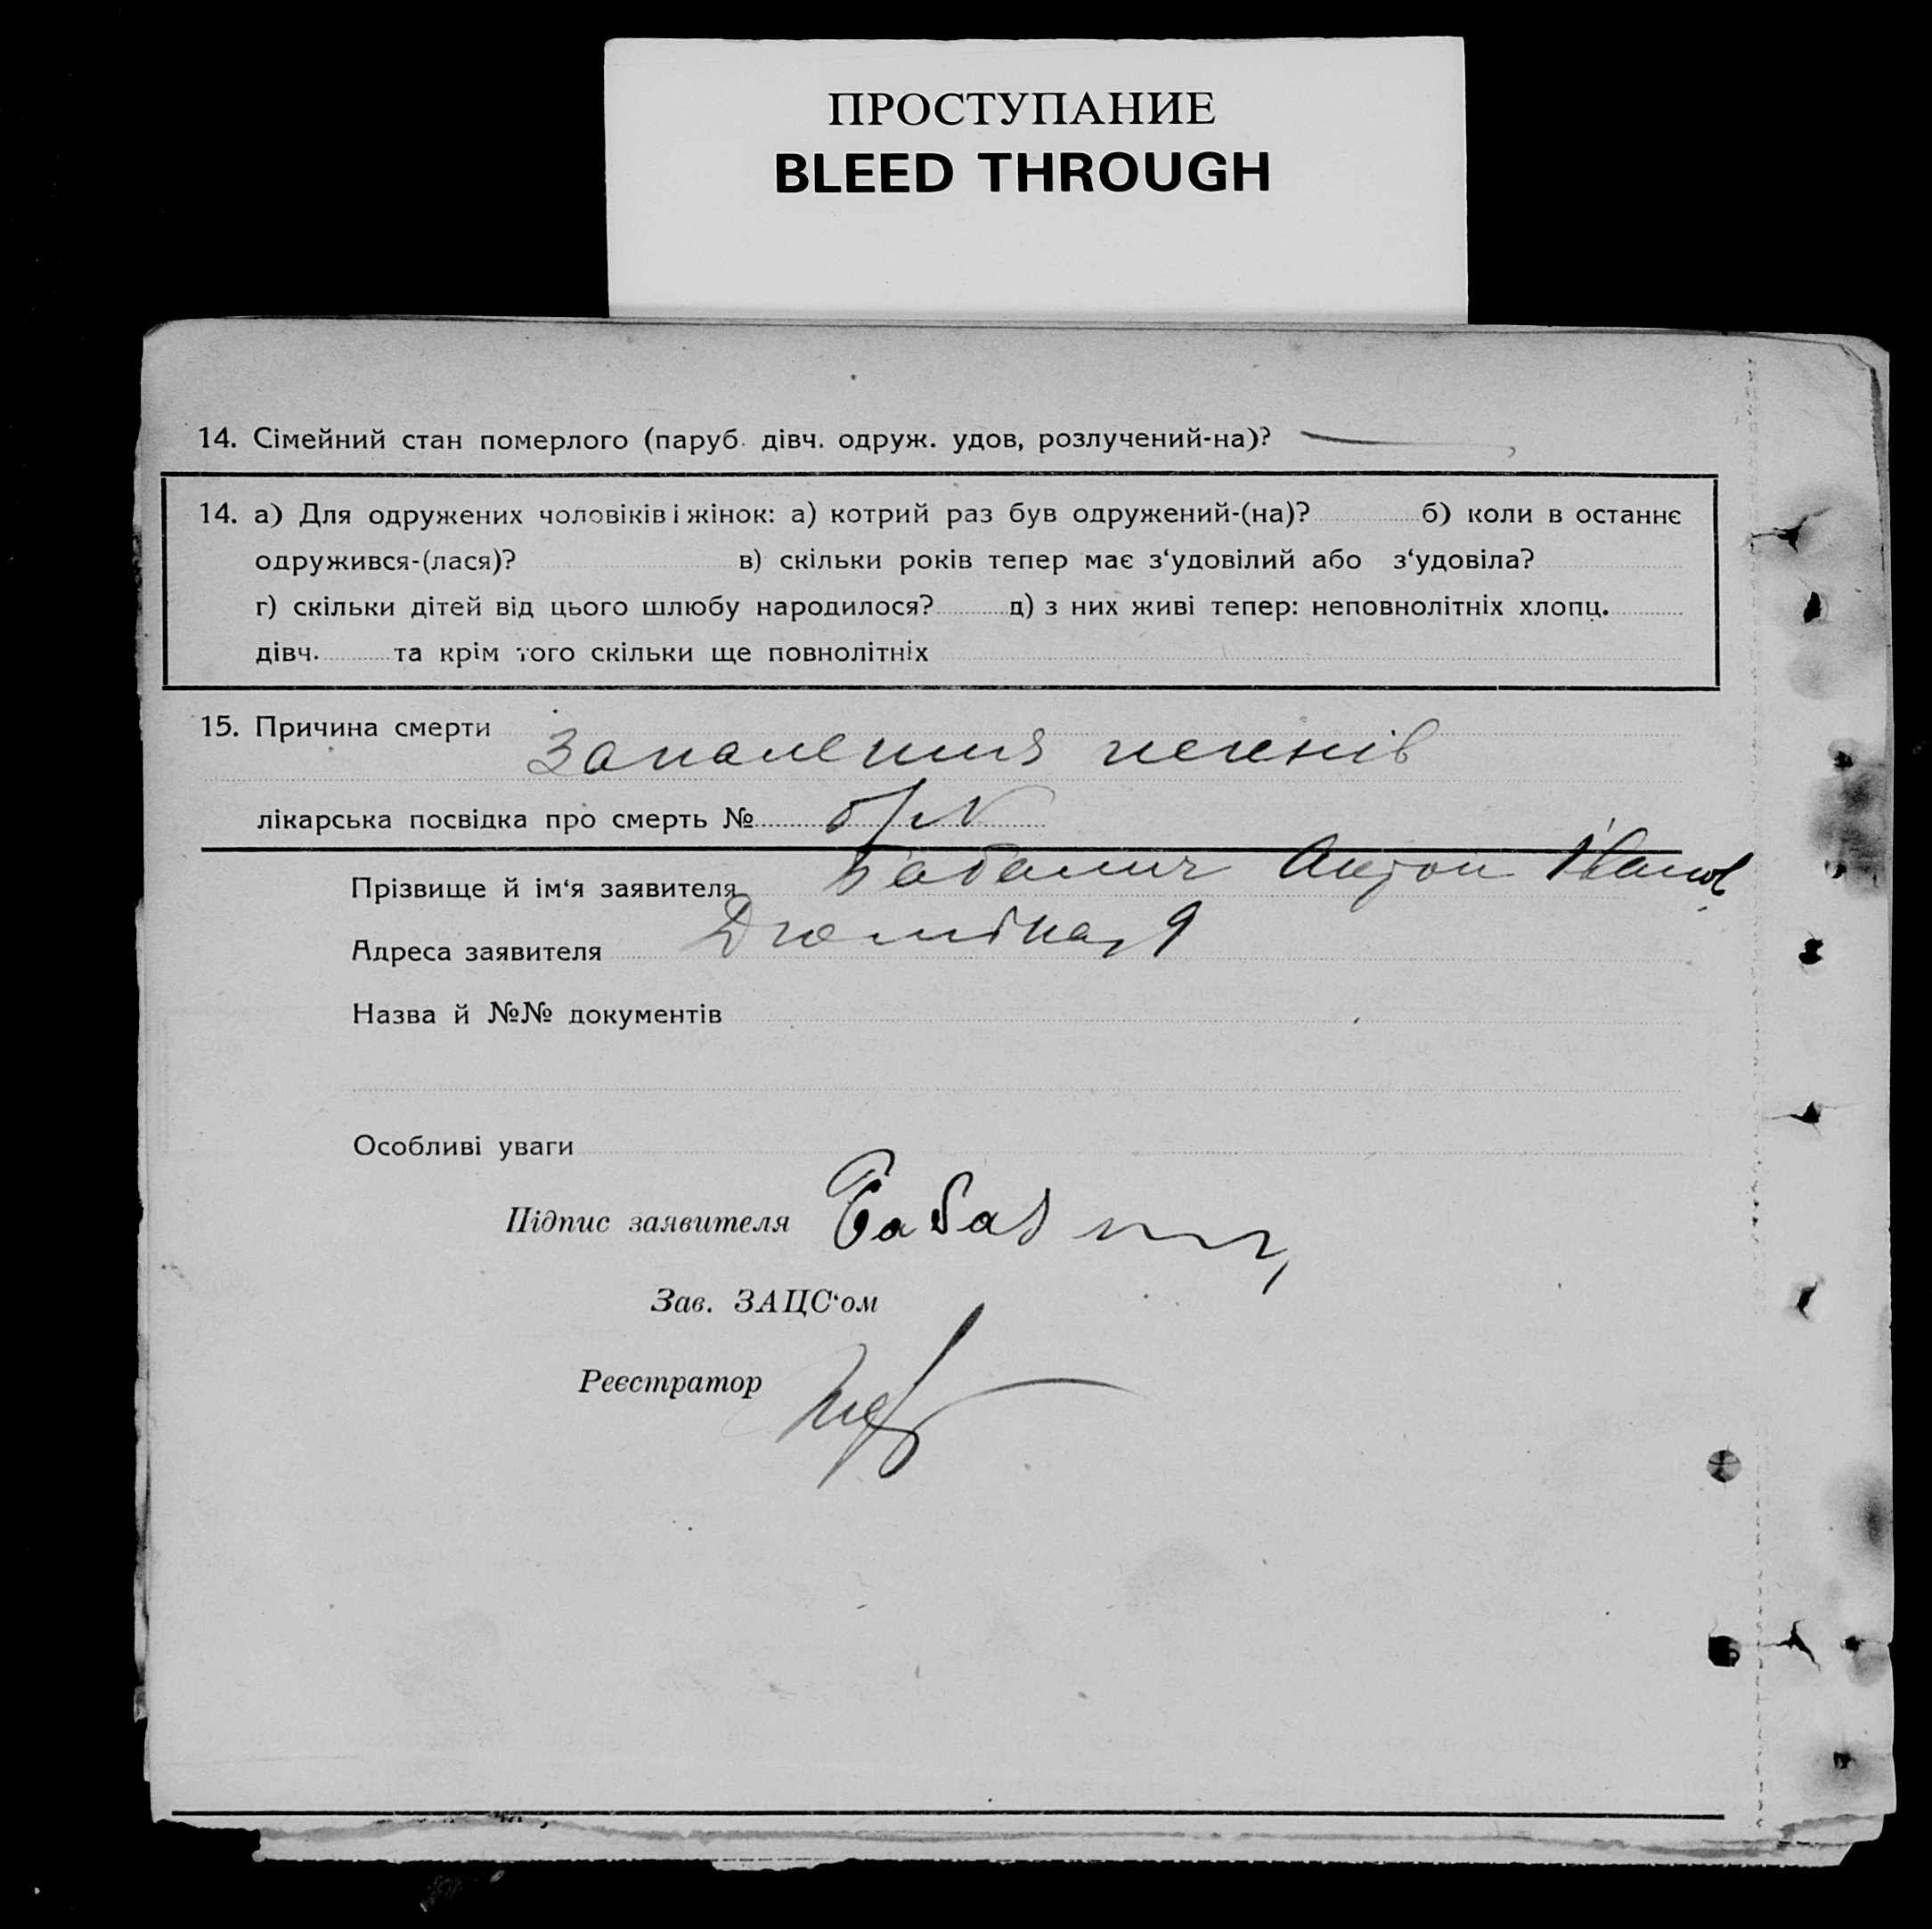 ПРОСТУПАНИЕ
BLEED THROUGH
14. Сімейний стан померлого (паруб. дівч. одруж. удов, розлучений-на)?
14. а) Для одружених чоловіків і жінок: а) котрий раз був одружений-(на)? б) коли в останнє
одружився-(лася)? в) скільки років тепер має з‘удовілий або з‘удовіла?
г) скільки дітей від цього шлюбу народилося? д) з них живі тепер: неповнолітніх хлопц.
дівч. та крім того скільки ще повнолітніх
15. Причина смерти запалення легенів
лікарська посвідка про смерть № б/N
Прізвище й ім‘я заявителя Антон Іванов
Адреса заявителя 9
Назва й №№ документів
Особливі уваги
Підпис заявителя
Зав. ЗАЦС‘ом
Реєстратор